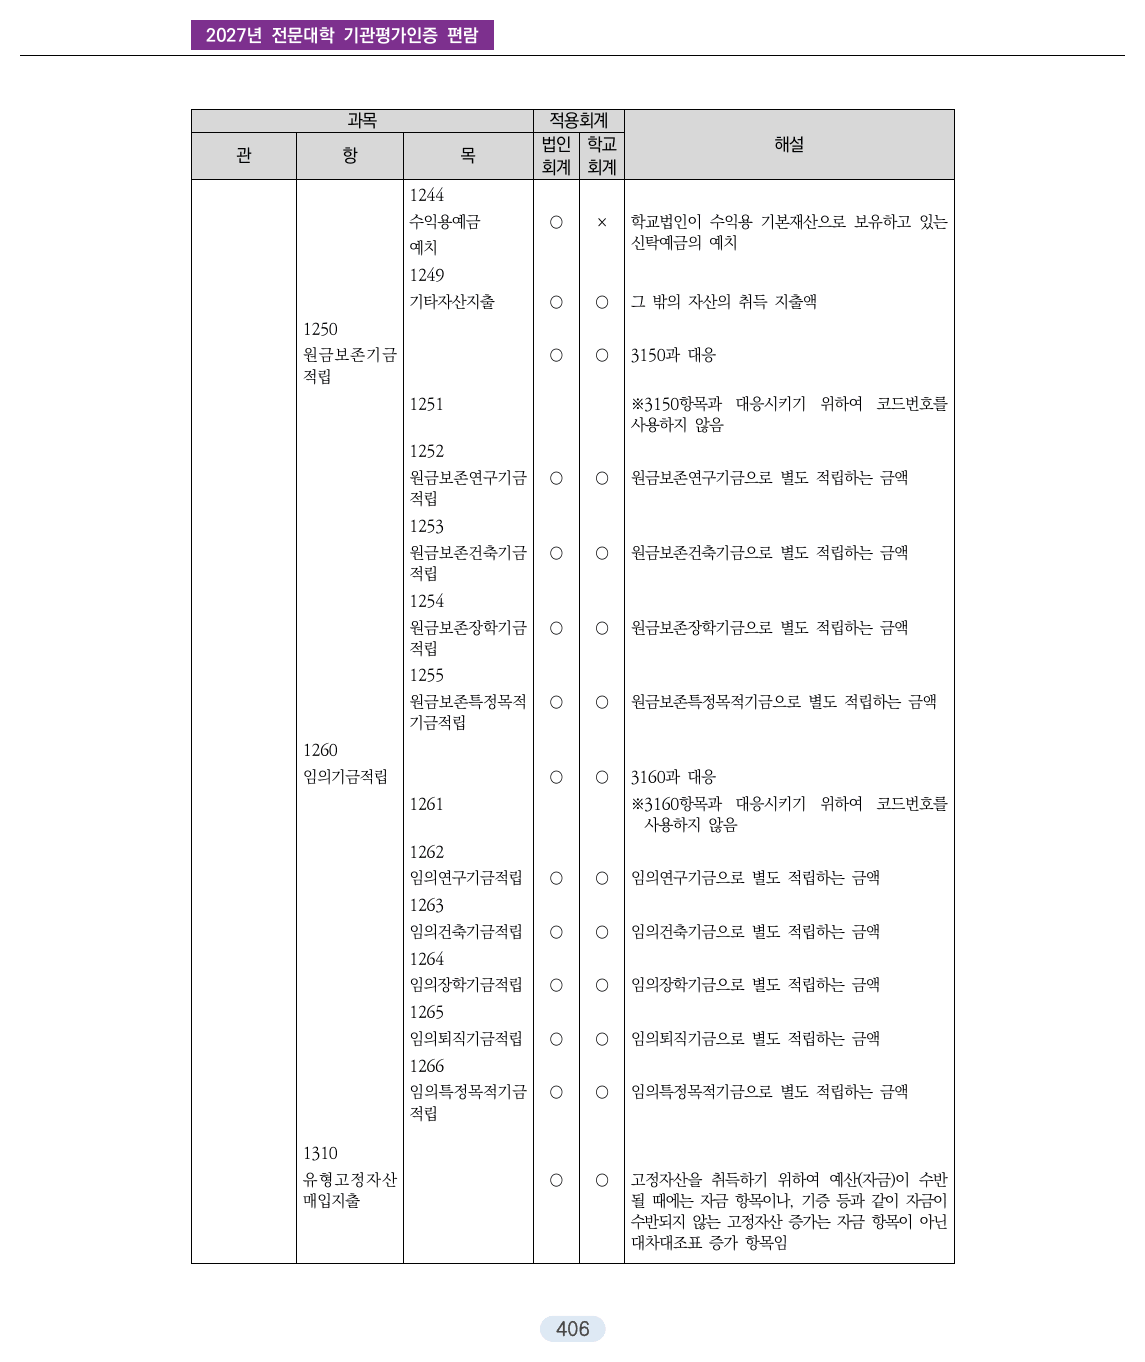 2027년 전문대학 기관평가인증 편람
과목 적용회계 해설
관 항 목 법인 회계 학교 회계
1244
수익용예금 ○ × 학교법인이 수익용 기본재산으로 보유하고 있는
예치 신탁예금의 예치
1249
기타자산지출 ○ ○ 그 밖의 자산의 취득 지출액
1250
원금보존기금 ○ ○ 3150과 대응
적립
1251 ※3150항목과 대응시키기 위하여 코드번호를
사용하지 않음
1252
원금보존연구기금 ○ ○ 원금보존연구기금으로 별도 적립하는 금액
적립
1253
원금보존건축기금 ○ ○ 원금보존건축기금으로 별도 적립하는 금액
적립
1254
원금보존장학기금 ○ ○ 원금보존장학기금으로 별도 적립하는 금액
적립
1255
원금보존특정목적 ○ ○ 원금보존특정목적기금으로 별도 적립하는 금액
기금적립
1260
임의기금적립 ○ ○ 3160과 대응
1261 ※3160항목과 대응시키기 위하여 코드번호를
사용하지 않음
1262
임의연구기금적립 ○ ○ 임의연구기금으로 별도 적립하는 금액
1263
임의건축기금적립 ○ ○ 임의건축기금으로 별도 적립하는 금액
1264
임의장학기금적립 ○ ○ 임의장학기금으로 별도 적립하는 금액
1265
임의퇴직기금적립 ○ ○ 임의퇴직기금으로 별도 적립하는 금액
1266
임의특정목적기금 ○ ○ 임의특정목적기금으로 별도 적립하는 금액
적립
1310
유형고정자산 ○ ○ 고정자산을 취득하기 위하여 예산(자금)이 수반
매입지출 될 때에는 자금 항목이나, 기증 등과 같이 자금이
수반되지 않는 고정자산 증가는 자금 항목이 아닌
대차대조표 증가 항목임
406